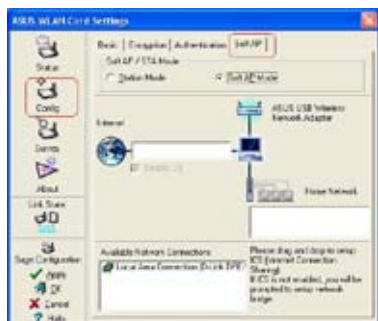 ASUS WLAN Card Settings
Status
Config
Survey
About
Link State
Basic | Encryption | Authentication | Soft AP
Soft AP / STA Mode
Station Mode
Soft AP Mode
Internet
ASUS USB Wireless
Network Adapter
Enable
Home Network
Available Network Connections
Local Area Connection
Please drag and drop to setup
ICS (Internet Connection
Sharing)
If ICS is not enabled, you will be
prompted to setup network
bridge.
Apply
OK
Cancel
Help